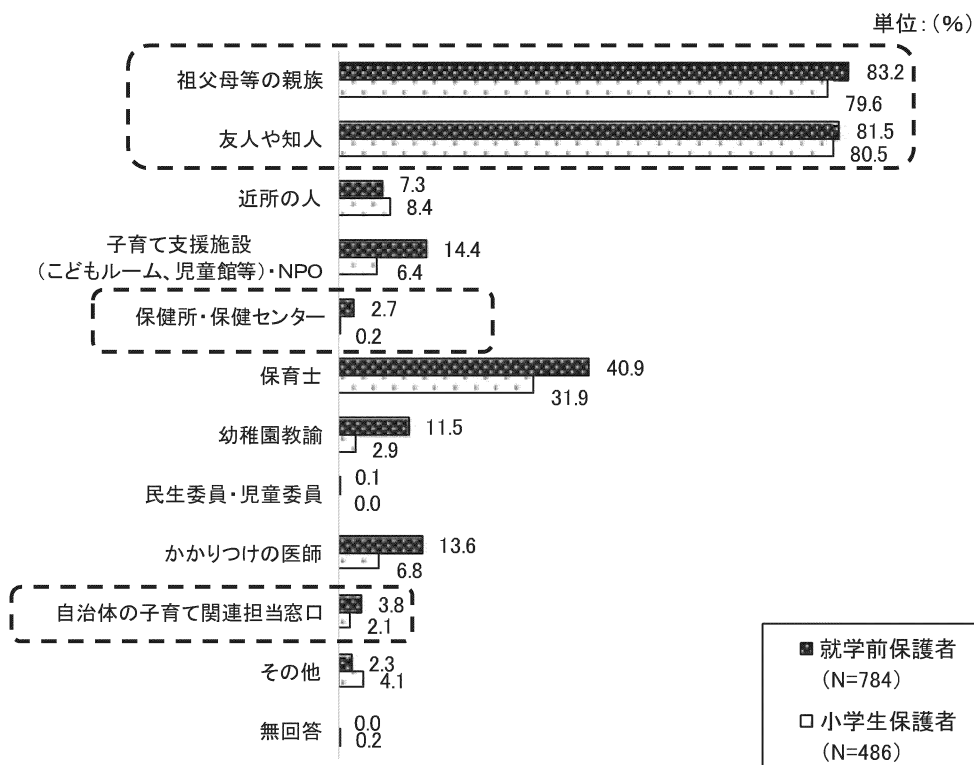 単位：（%）
祖父母等の親族
83.2
79.6
友人や知人
81.5
80.5
近所の人
7.3
8.4
子育て支援施設
（こどもルーム、児童館等）・NPO
14.4
6.4
保健所・保健センター
2.7
0.2
保育士
40.9
31.9
幼稚園教諭
11.5
2.9
民生委員・児童委員
0.1
0.0
かかりつけの医師
13.6
6.8
自治体の子育て関連担当窓口
3.8
2.1
その他
2.3
4.1
無回答
0.0
0.2
就学前保護者
（N=784）
小学生保護者
（N=486）